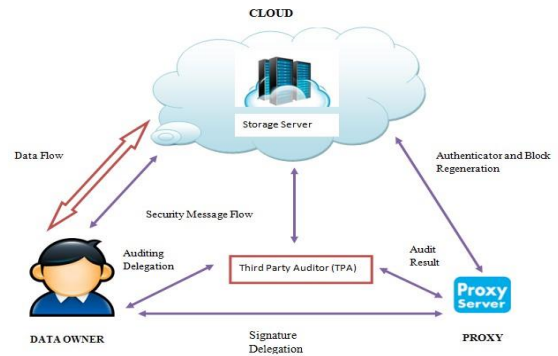 CLOUD
Storage Server
Data Flow
Authenticator and Block
Regeneration
Security Message Flow
Auditing
Delegation
Third Party Auditor (TPA)
Audit
Result
Proxy
Server
DATA OWNER
Signature
Delegation
PROXY